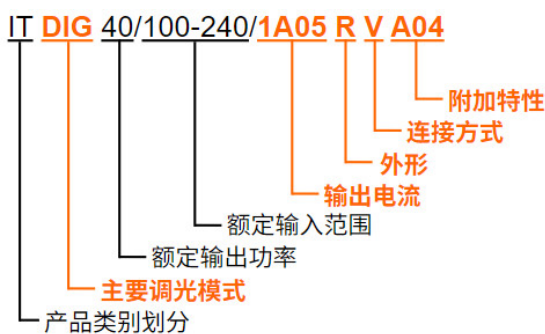 IT DIG 40/100-240/1A05 R V A04
附加特性
连接方式
外形
输出电流
额定输入范围
额定输出功率
主要调光模式
产品类别划分